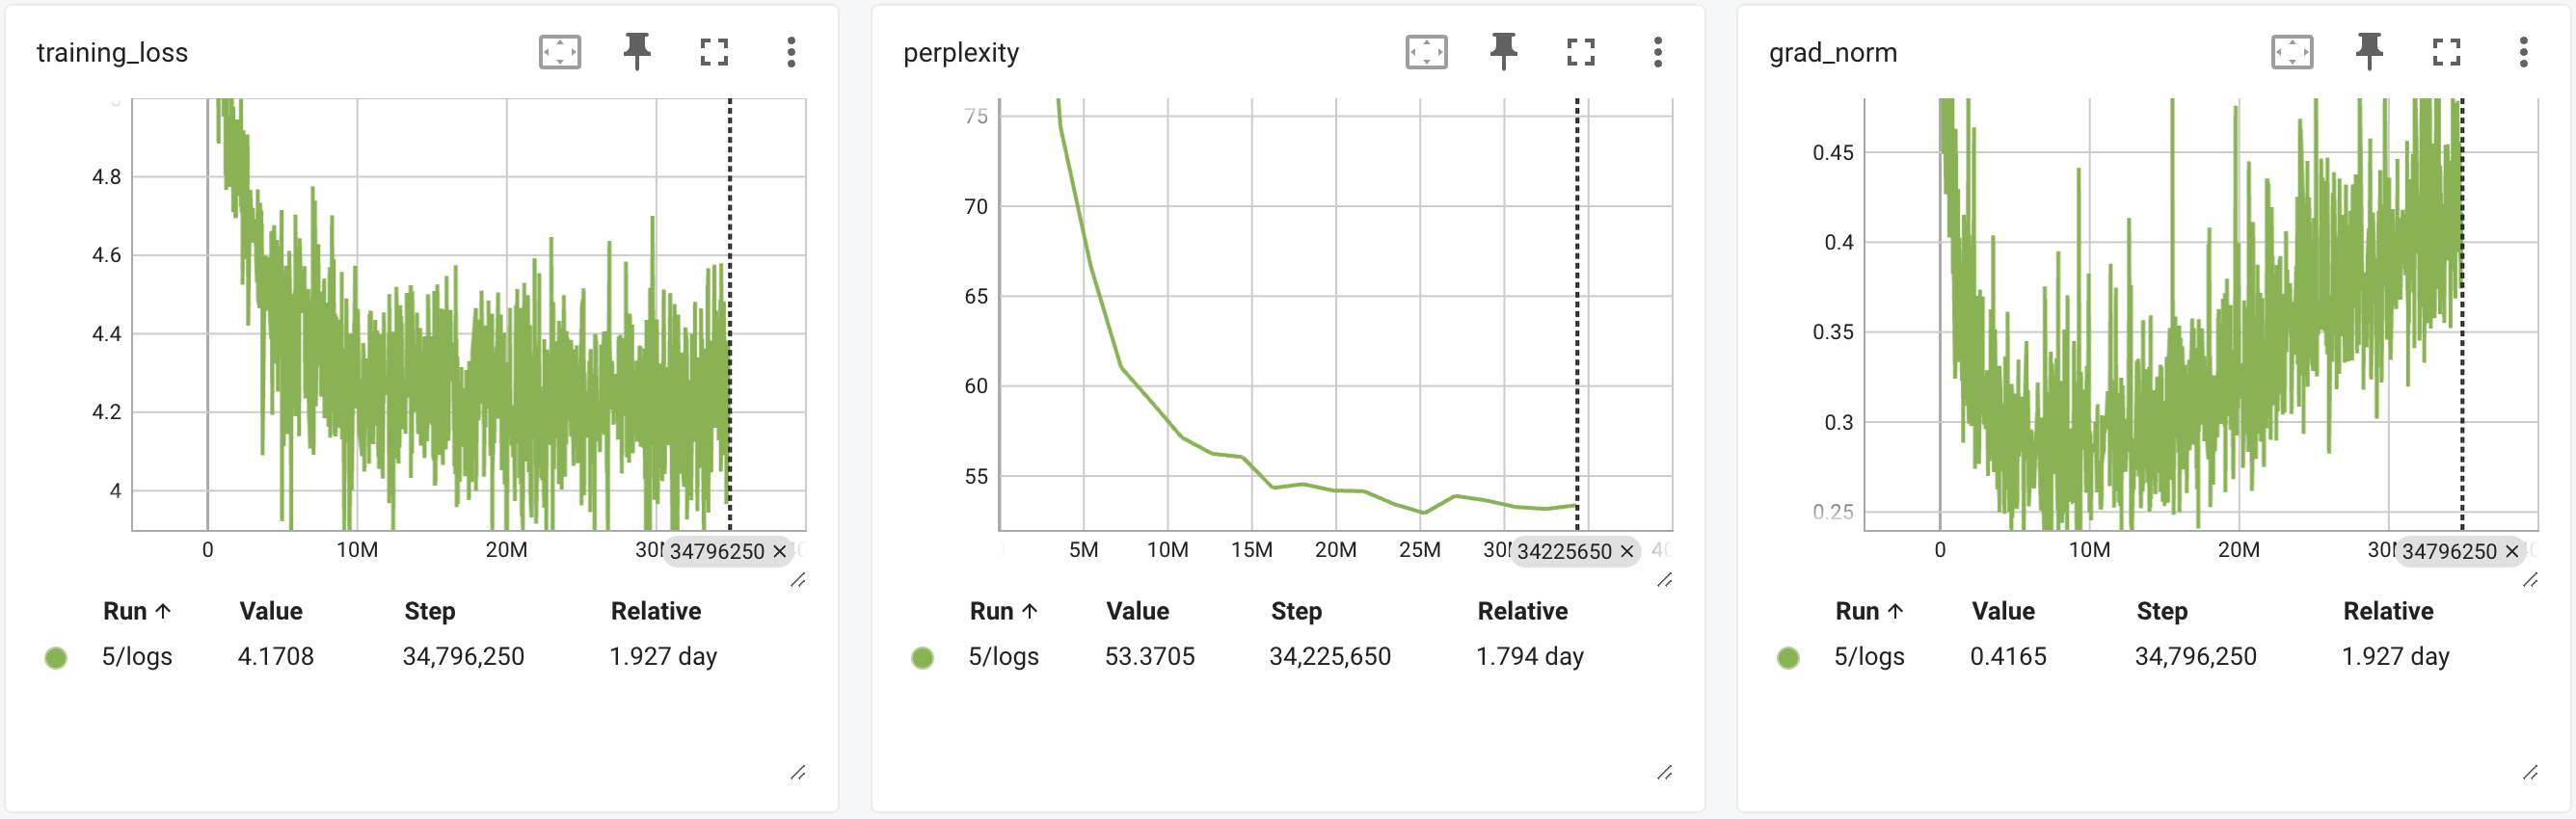 training_loss
4.8
4.6
4.4
4.2
4
0 10M 20M 34796250 ×
Run ↑ Value Step Relative
5/logs 4.1708 34,796,250 1.927 day
perplexity
75
70
65
60
55
5M 10M 15M 20M 25M 34225650 ×
Run ↑ Value Step Relative
5/logs 53.3705 34,225,650 1.794 day
grad_norm
0.45
0.4
0.35
0.3
0.25
0 10M 20M 34796250 ×
Run ↑ Value Step Relative
5/logs 0.4165 34,796,250 1.927 day